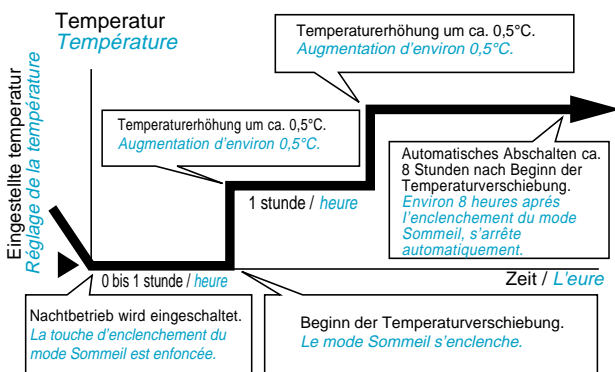 Temperatur
Température
Eingestellte temperatur
Réglage de la température
Temperaturerhöhung um ca. 0,5°C.
Augmentation d'environ 0,5°C.
Temperaturerhöhung um ca. 0,5°C.
Augmentation d'environ 0,5°C.
1 stunde / heure
Automatisches Abschalten ca.
8 Stunden nach Beginn der
Temperaturverschiebung.
Environ 8 heures aprés
l'enclenchement du mode
Sommeil, s'arrête
automatiquement.
0 bis 1 stunde / heure
Zeit / L'eure
Nachtbetrieb wird eingeschaltet.
La touche d'enclenchement du
mode Sommeil est enfoncée.
Beginn der Temperaturverschiebung.
Le mode Sommeil s'enclenche.